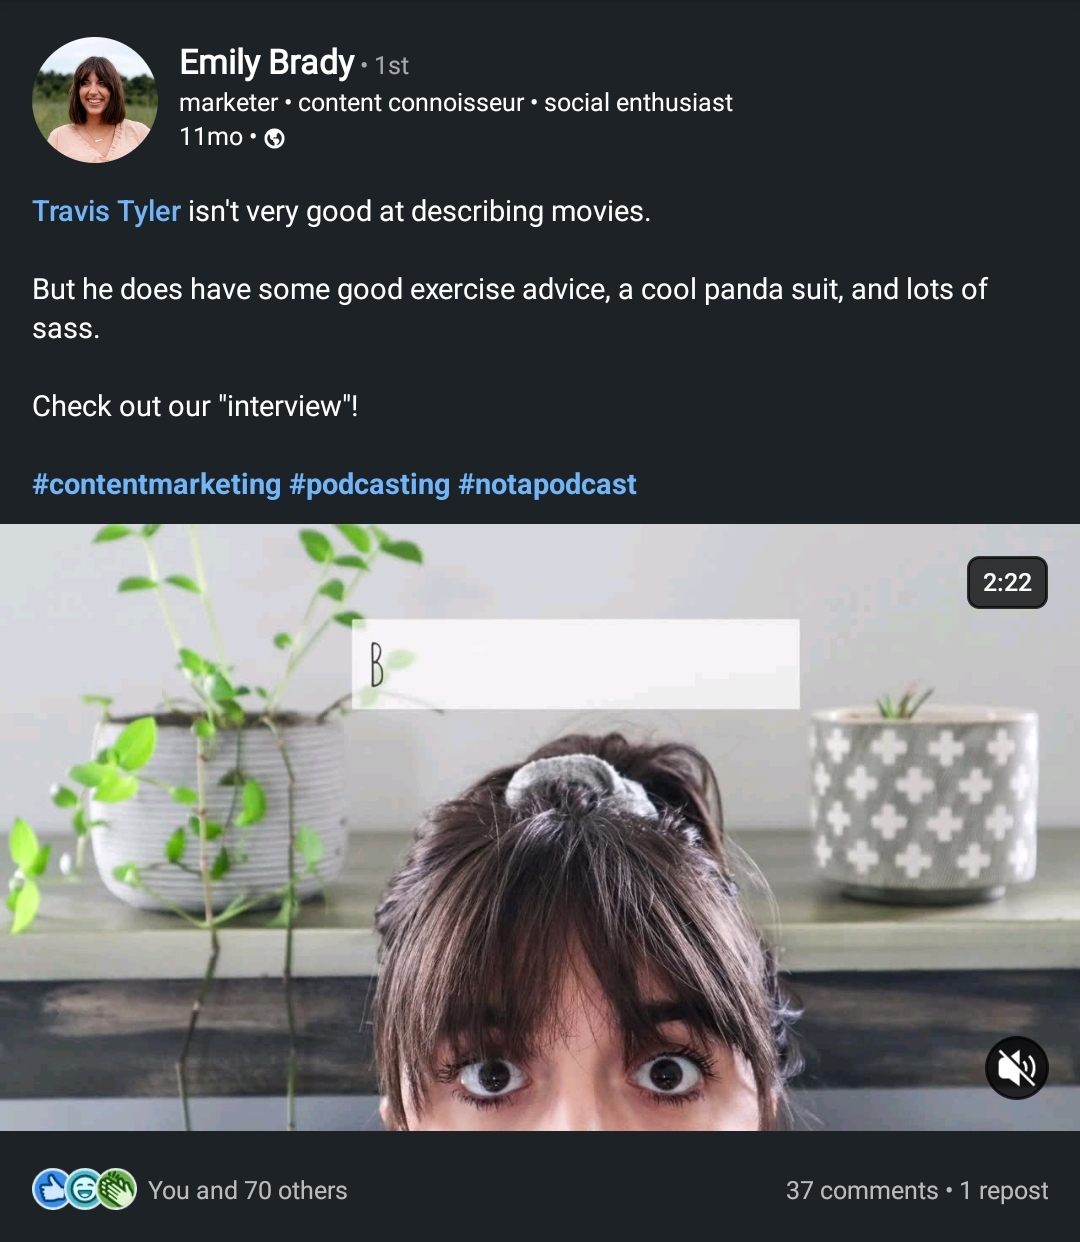 Emily Brady • 1st
marketer • content connoisseur • social enthusiast
11mo •
Travis Tyler isn't very good at describing movies.
But he does have some good exercise advice, a cool panda suit, and lots of
sass.
Check out our "interview"!
#contentmarketing #podcasting #notapodcast
2:22
B
You and 70 others
37 comments • 1 repost